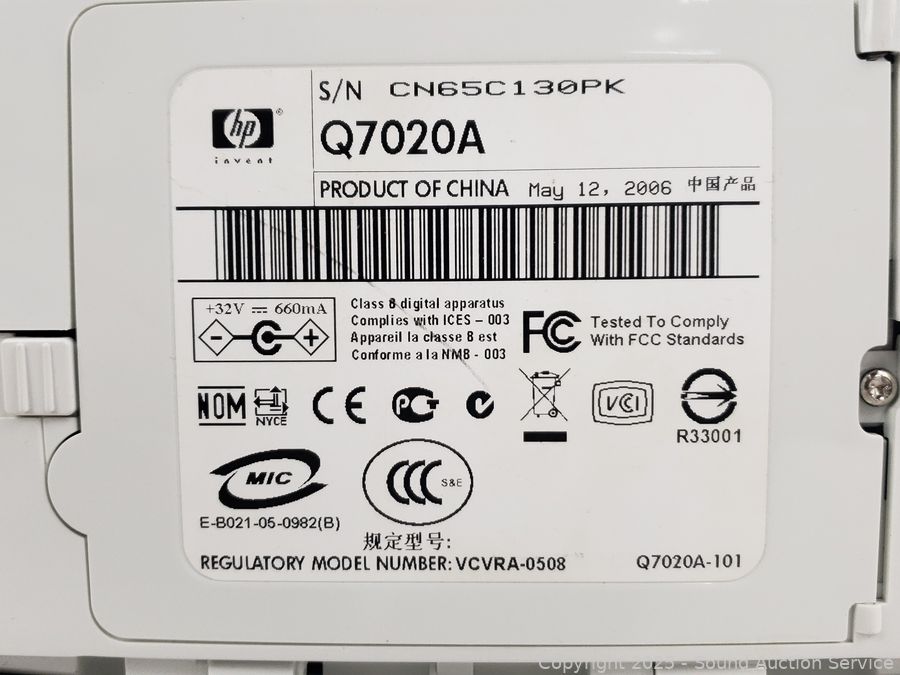 S/N CN65C130PK
hp®
invent
Q7020A
PRODUCT OF CHINA May 12, 2006 中国产品
+32V ⎓ 660mA
− +
Class B digital apparatus
Complies with ICES – 003
Appareil la classe B est
Conforme a la NMB - 003
FC Tested To Comply
With FCC Standards
NOM NYCE CE PCT VCCI
R33001
MIC
E-B021-05-0982(B)
CCC S&E
规定型号:
REGULATORY MODEL NUMBER: VCVRA-0508 Q7020A-101
Copyright 2025 - Sound Auction Service